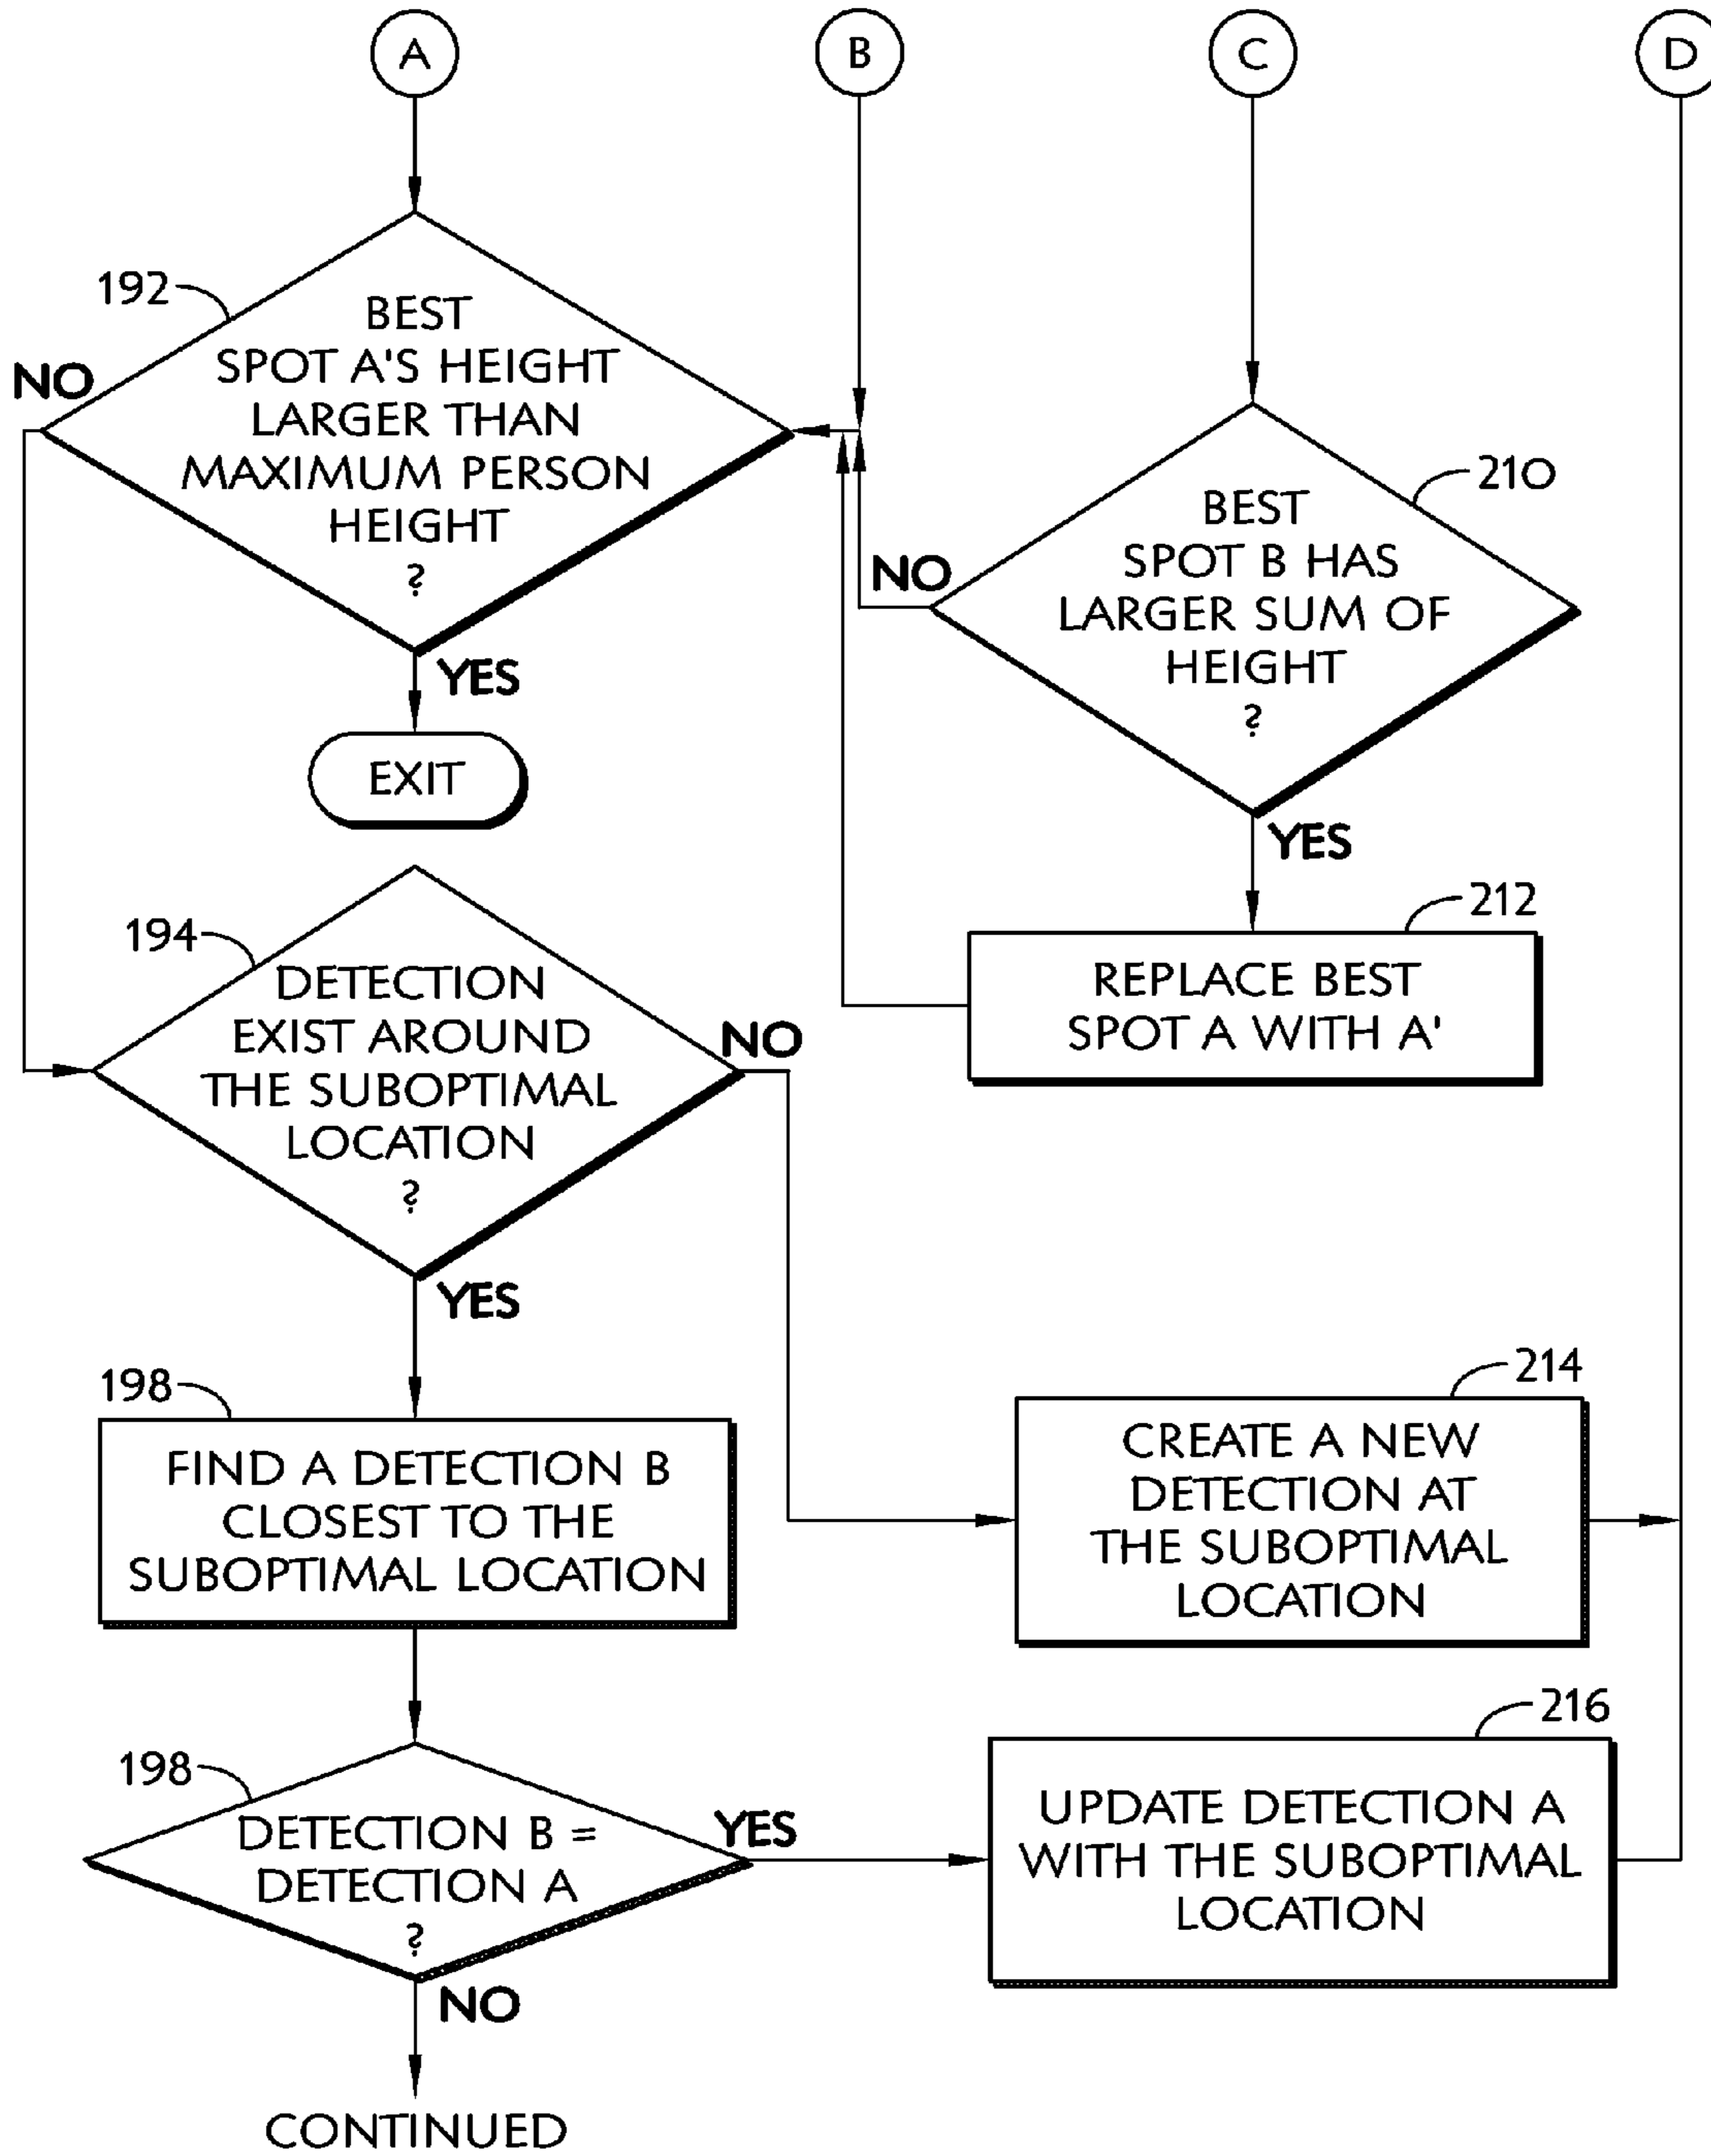 A
B
C
D
192
BEST
SPOT A'S HEIGHT
LARGER THAN
MAXIMUM PERSON
HEIGHT
?
NO
YES
EXIT
210
BEST
SPOT B HAS
LARGER SUM OF
HEIGHT
?
NO
YES
212
REPLACE BEST
SPOT A WITH A'
194
DETECTION
EXIST AROUND
THE SUBOPTIMAL
LOCATION
?
NO
YES
198
FIND A DETECTION B
CLOSEST TO THE
SUBOPTIMAL LOCATION
214
CREATE A NEW
DETECTION AT
THE SUBOPTIMAL
LOCATION
198
DETECTION B =
DETECTION A
?
YES
NO
216
UPDATE DETECTION A
WITH THE SUBOPTIMAL
LOCATION
CONTINUED